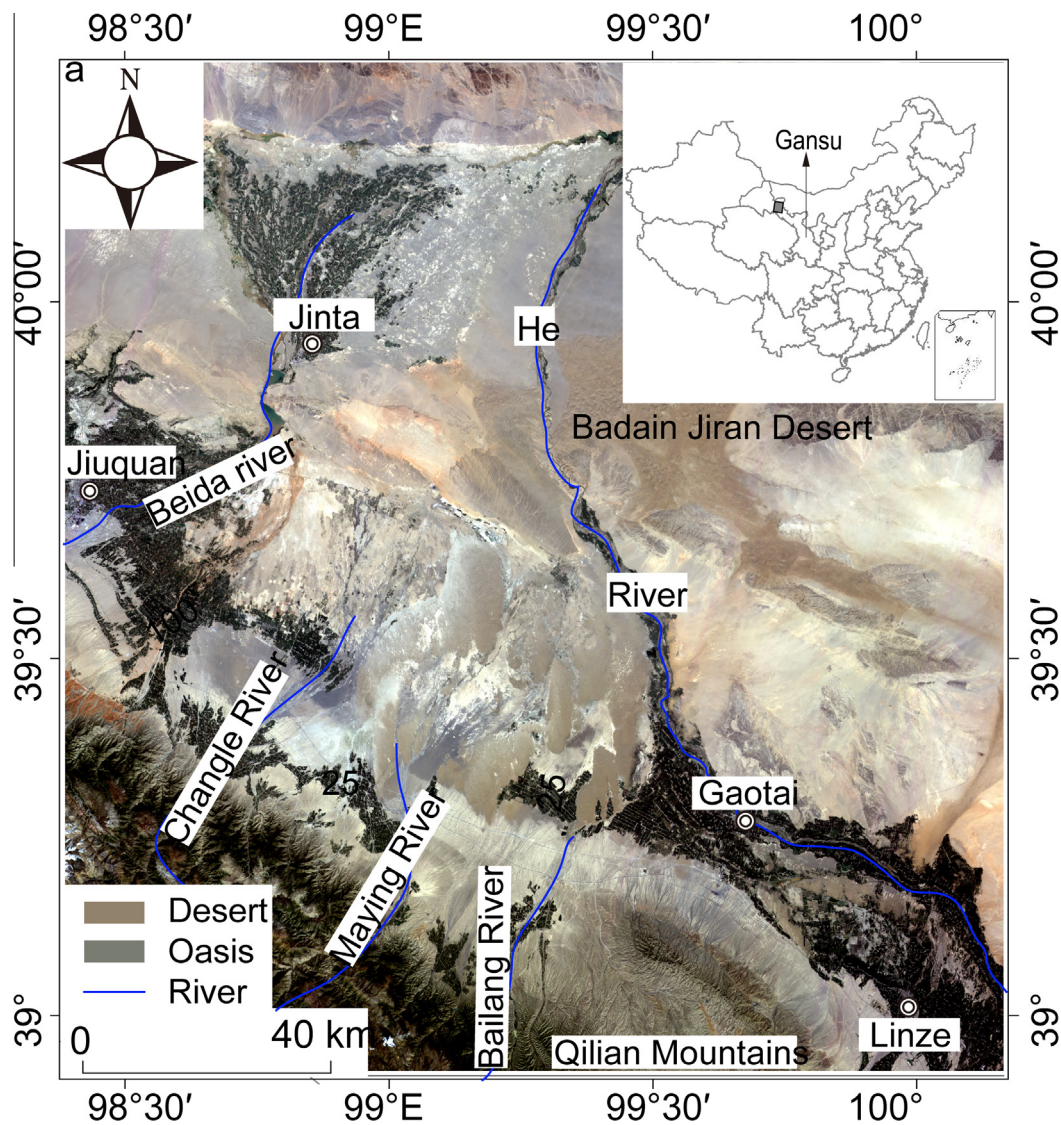 98°30′ 99°E 99°30′ 100°
a
N
Gansu
40°00′
40°00′
Jinta
He
Badain Jiran Desert
Jiuquan
Beida river
River
39°30′
39°30′
Changle River
25
Gaotai
Maying River
Bailang River
Desert
Oasis
River
0 40 km
39°
39°
Linze
Qilian Mountains
98°30′ 99°E 99°30′ 100°